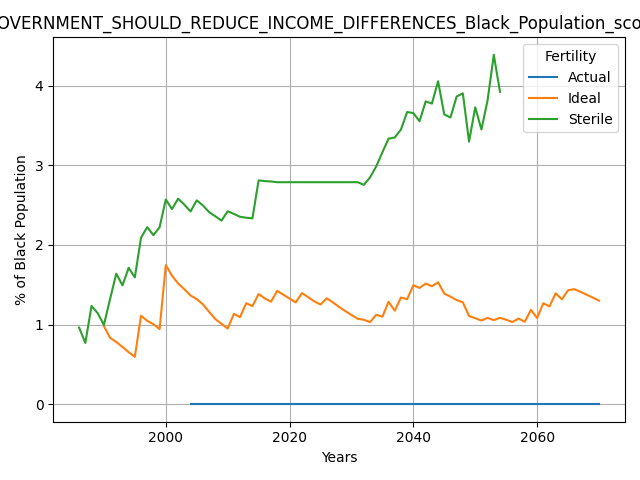 OVERNMENT_SHOULD_REDUCE_INCOME_DIFFERENCES_Black_Population_sco
Fertility
Actual
Ideal
Sterile
% of Black Population
4
3
2
1
0
2000 2020 2040 2060
Years